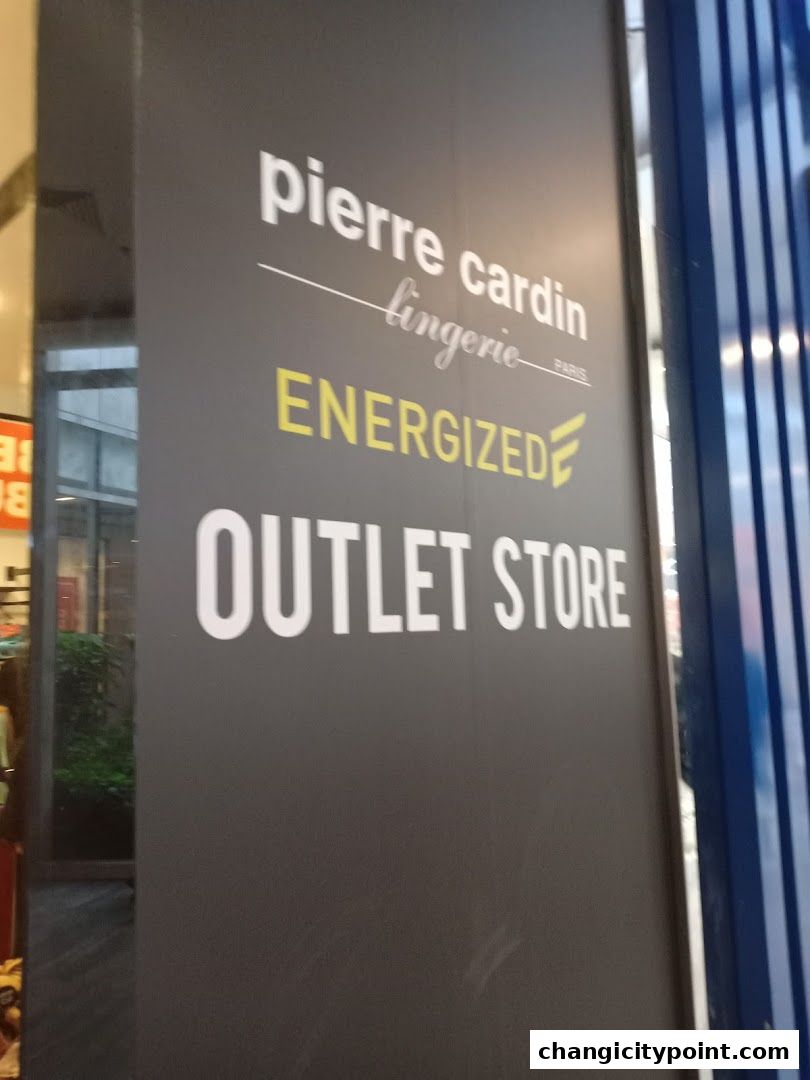 pierre cardin
lingerie
PARIS
ENERGIZED
OUTLET STORE
changicitypoint.com